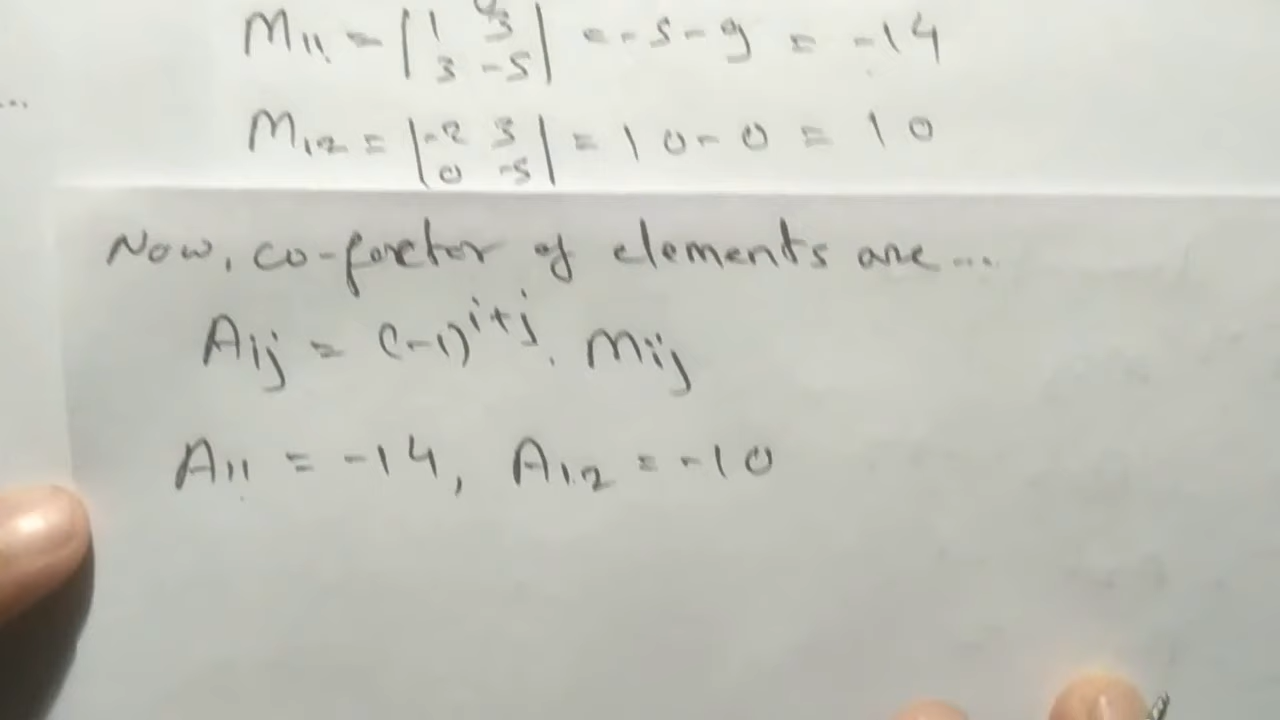 M11 = |1 3| = -5 - 9 = -14
|3 -5|
...
M12 = |-2 3| = 10 - 0 = 10
|0 -5|
Now, co-factor of elements are...
Aij = (-1)^i+j . Mij
A11 = -14, A12 = -10